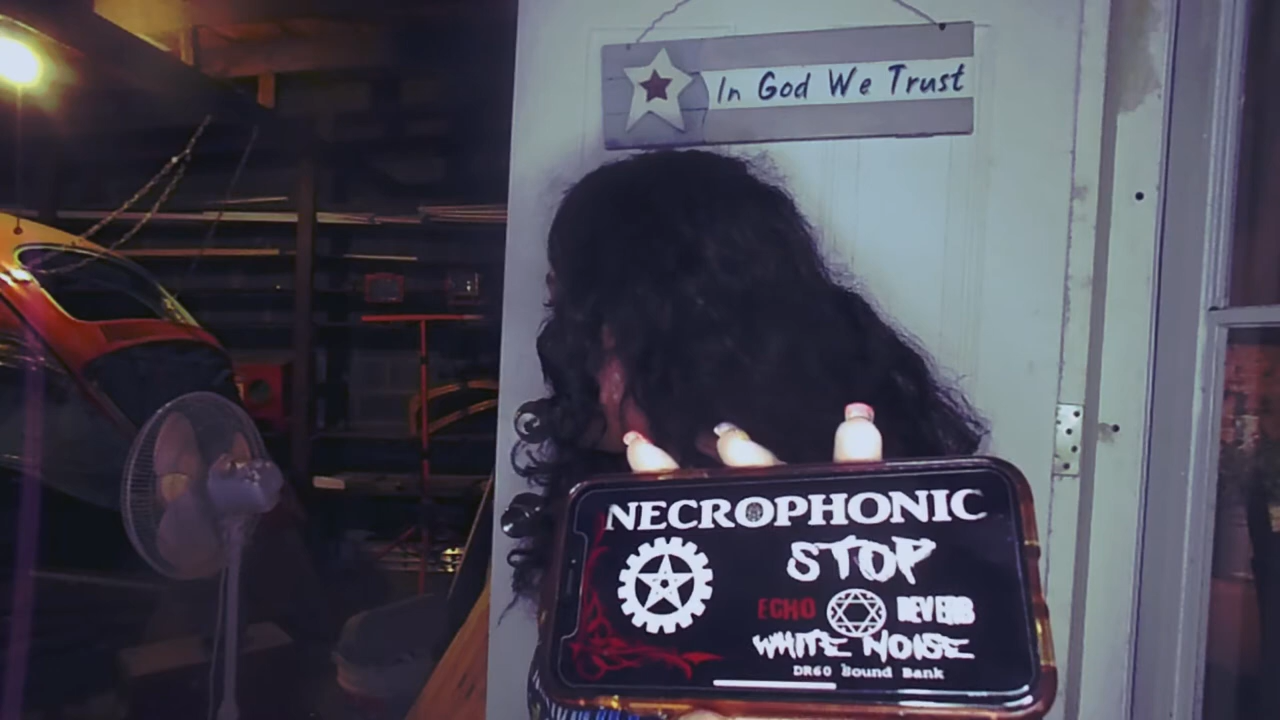 In God We Trust
NECROPHONIC
STOP
ECHO REVERB
WHITE NOISE
DR60 Sound Bank